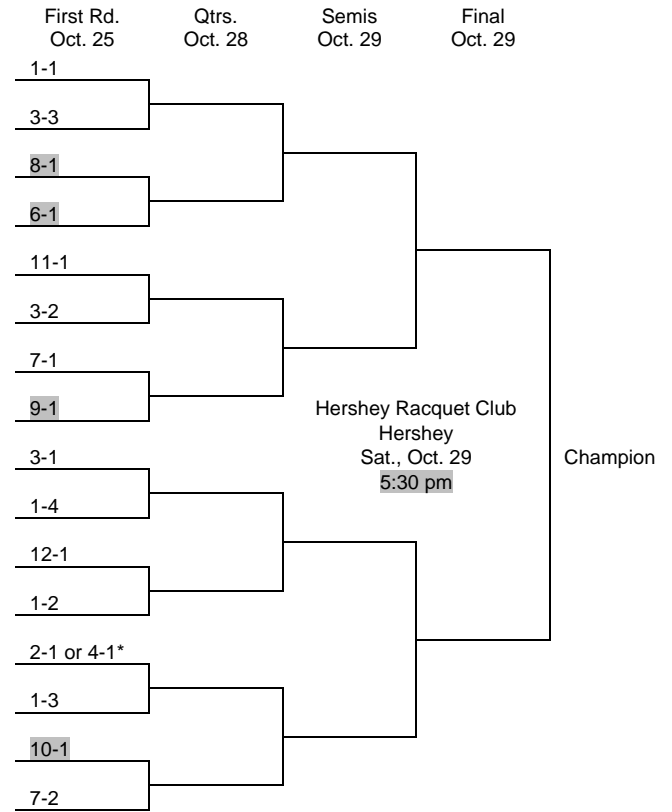 First Rd. Qtrs. Semis Final
Oct. 25 Oct. 28 Oct. 29 Oct. 29
1-1
3-3
8-1
6-1
11-1
3-2
7-1
9-1
Hershey Racquet Club
Hershey
Sat., Oct. 29
5:30 pm
Champion
3-1
1-4
12-1
1-2
2-1 or 4-1*
1-3
10-1
7-2